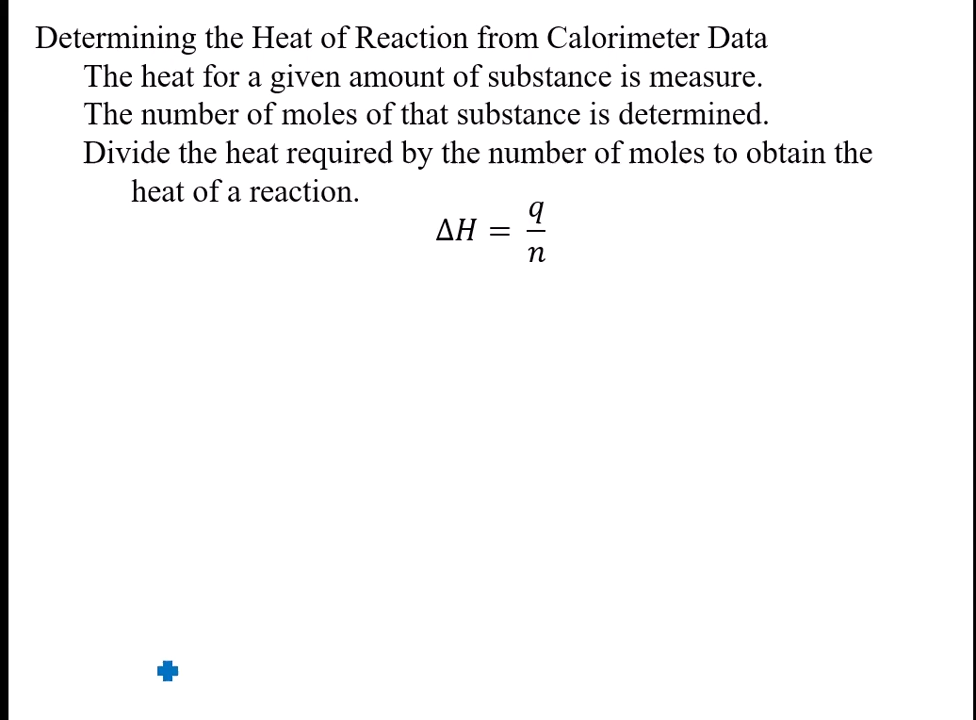 Determining the Heat of Reaction from Calorimeter Data
The heat for a given amount of substance is measure.
The number of moles of that substance is determined.
Divide the heat required by the number of moles to obtain the
heat of a reaction.
ΔH = q/n